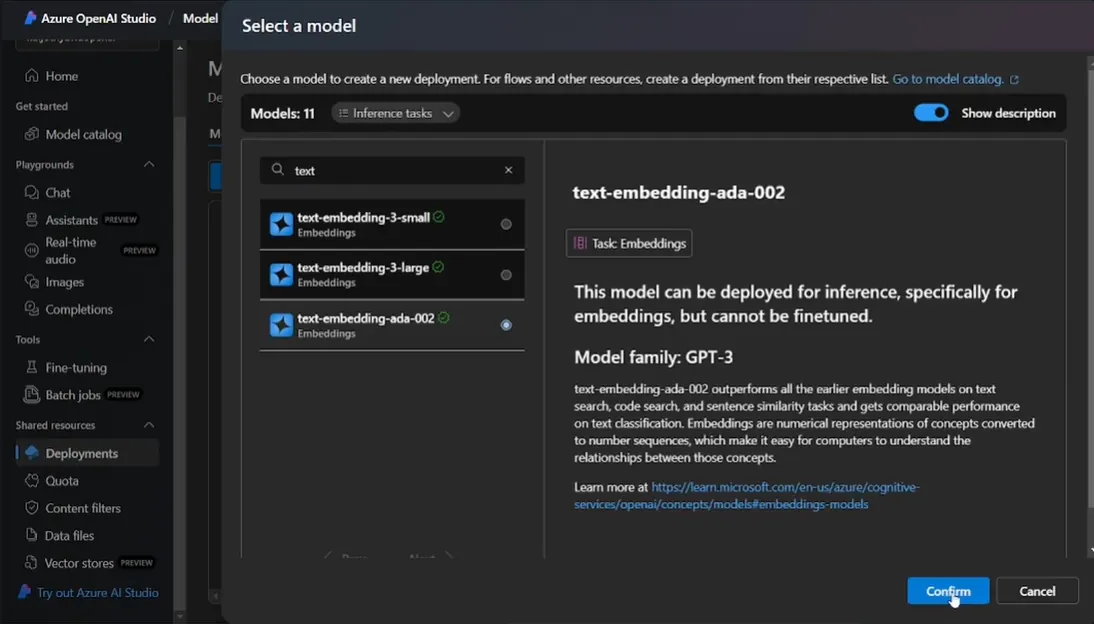 Azure OpenAI Studio / Model
Home
Get started
Model catalog
Playgrounds
Chat
Assistants PREVIEW
Real-time
audio PREVIEW
Images
Completions
Tools
Fine-tuning
Batch jobs PREVIEW
Shared resources
Deployments
Quota
Content filters
Data files
Vector stores PREVIEW
Try out Azure AI Studio
Select a model
Choose a model to create a new deployment. For flows and other resources, create a deployment from their respective list. Go to model catalog.
Models: 11 Inference tasks
Show description
text
text-embedding-3-small
Embeddings
text-embedding-3-large
Embeddings
text-embedding-ada-002
Embeddings
text-embedding-ada-002
Task: Embeddings
This model can be deployed for inference, specifically for
embeddings, but cannot be finetuned.
Model family: GPT-3
text-embedding-ada-002 outperforms all the earlier embedding models on text
search, code search, and sentence similarity tasks and gets comparable performance
on text classification. Embeddings are numerical representations of concepts converted
to number sequences, which make it easy for computers to understand the
relationships between those concepts.
Learn more at https://learn.microsoft.com/en-us/azure/cognitive-
services/openai/concepts/models#embeddings-models
Confirm
Cancel